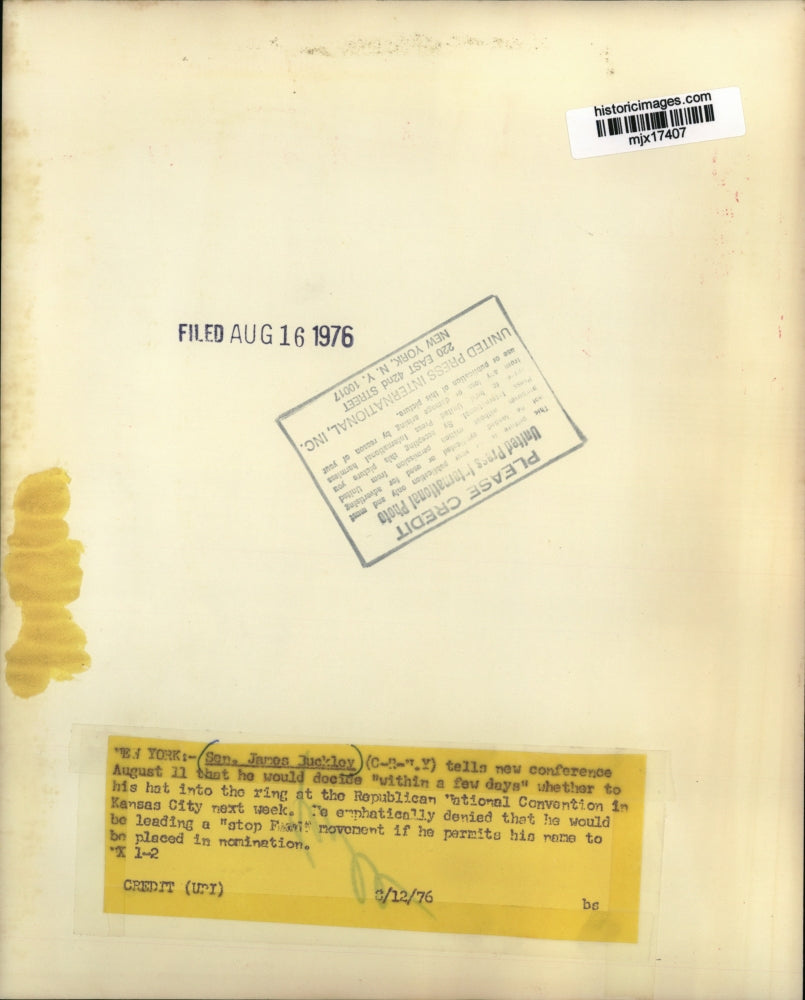 historicimages.com
mjx17407
FILED AUG 16 1976
PLEASE CREDIT
United Press International Photo
UNITED PRESS INTERNATIONAL, INC.
220 EAST 42nd STREET
NEW YORK, N. Y. 10017
NEW YORK:- Sen. James Buckley (C-R-N.Y) tells new conference
August 11 that he would decide "within a few days" whether to
his hat into the ring at the Republican National Convention in
Kansas City next week. He emphatically denied that he would
be leading a "stop Ford" movement if he permits his name to
be placed in nomination.
1-2
CREDIT (UPI) 8/12/76 bs